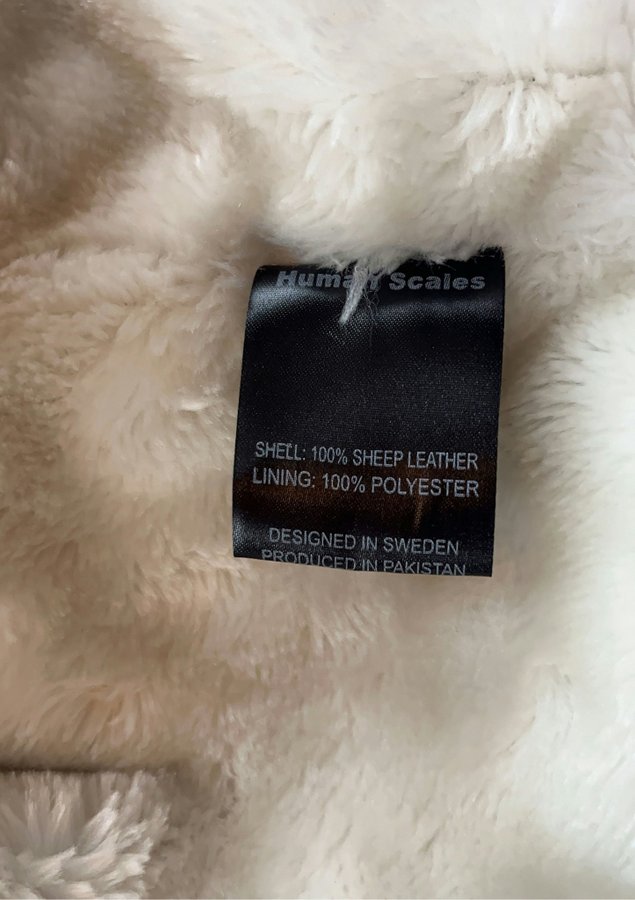 Human Scales
SHELL: 100% SHEEP LEATHER
LINING: 100% POLYESTER
DESIGNED IN SWEDEN
PRODUCED IN PAKISTAN